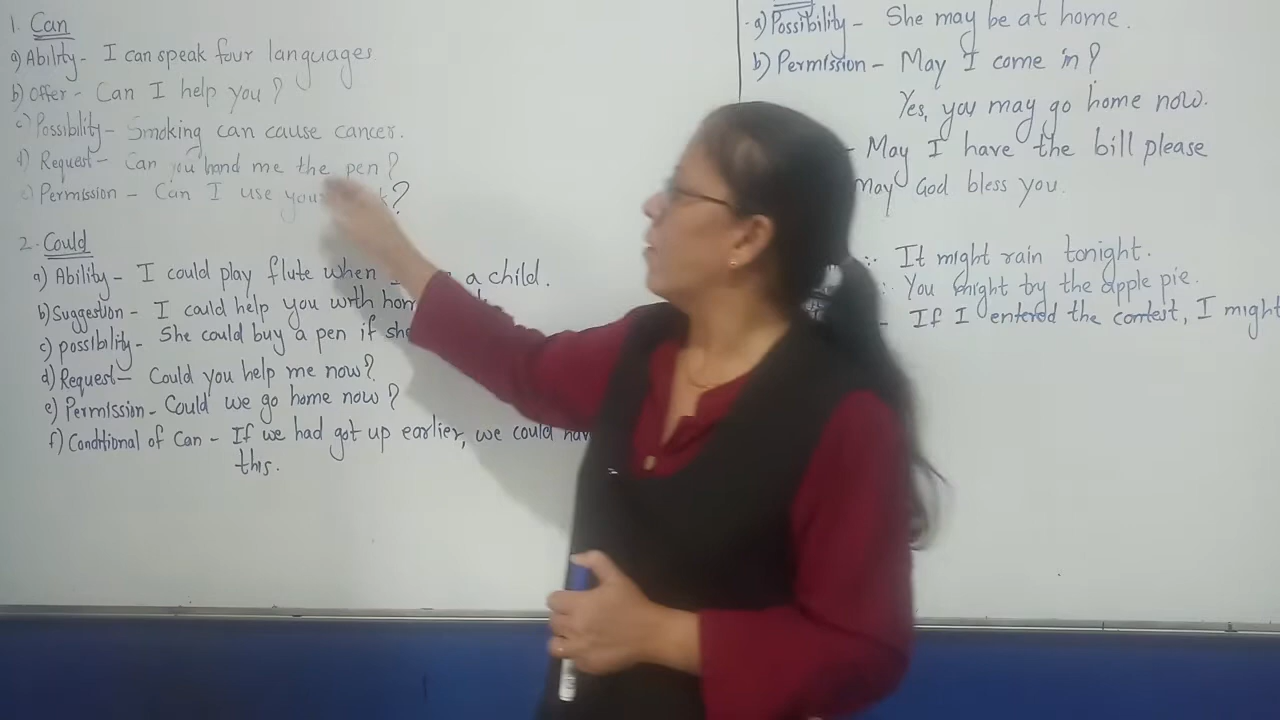 1. Can
a) Ability - I can speak four languages
b) Offer - Can I help you?
c) Possibility - Smoking can cause cancer.
d) Request - Can you hand me the pen?
e) Permission - Can I use your ?
2. Could
a) Ability - I could play flute when a child.
b) Suggestion - I could help you with
c) possibility - She could buy a pen if she
d) Request - Could you help me now?
e) Permission - Could we go home now?
f) Conditional of Can - If we had got up earlier, we could
this.
a) Possibility - She may be at home.
b) Permission - May I come in?
Yes, you may go home now.
- May I have the bill please
May God bless you.
It might rain tonight.
You might try the apple pie.
- If I entered the contest, I might